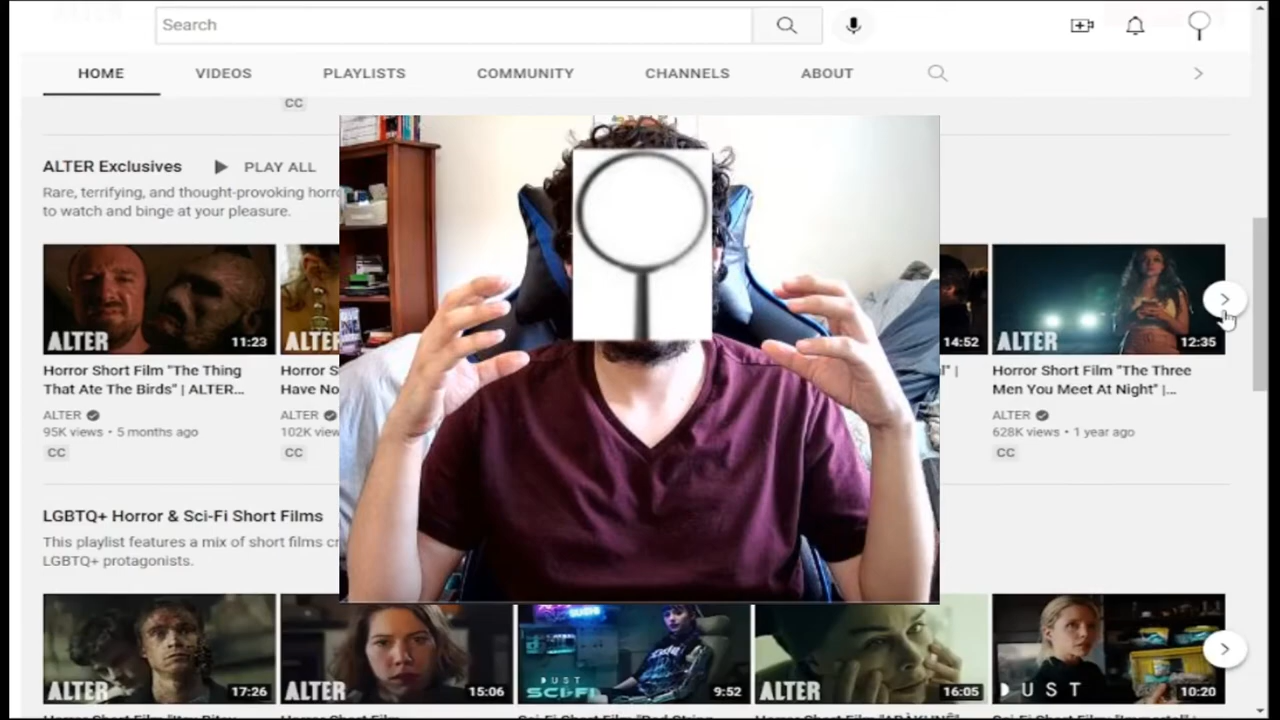 Search
HOME VIDEOS PLAYLISTS COMMUNITY CHANNELS ABOUT
CC
ALTER Exclusives PLAY ALL
Rare, terrifying, and thought-provoking
to watch and binge at your pleasure.
ALTER 11:23
ALTER
14:52
ALTER 12:35
Horror Short Film "The Thing
That Ate The Birds" | ALTER...
ALTER
95K views • 5 months ago
CC
Horror S
Have No
ALTER
102K view
CC
Horror Short Film "The Three
Men You Meet At Night" |...
ALTER
628K views • 1 year ago
CC
LGBTQ+ Horror & Sci-Fi Short Films
This playlist features a mix of short films
LGBTQ+ protagonists.
ALTER 17:26
ALTER 15:06
DUST
SCI-FI 9:52
ALTER 16:05
DUST 10:20